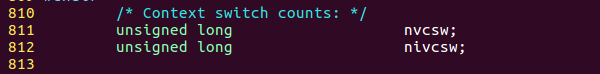 810 /* Context switch counts: */
811 unsigned long nvcsw;
812 unsigned long nivcsw;
813